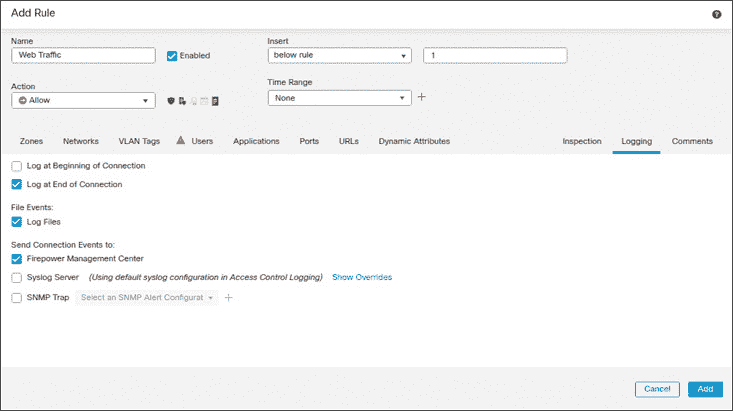 Add Rule
Name
Insert
Web Traffic
Enabled
below rule
1
Action
Time Range
Allow
None
Zones Networks VLAN Tags Users Applications Ports URLs Dynamic Attributes Inspection Logging Comments
Log at Beginning of Connection
Log at End of Connection
File Events:
Log Files
Send Connection Events to:
Firepower Management Center
Syslog Server (Using default syslog configuration in Access Control Logging) Show Overrides
SNMP Trap Select an SNMP Alert Configurat
Cancel Add